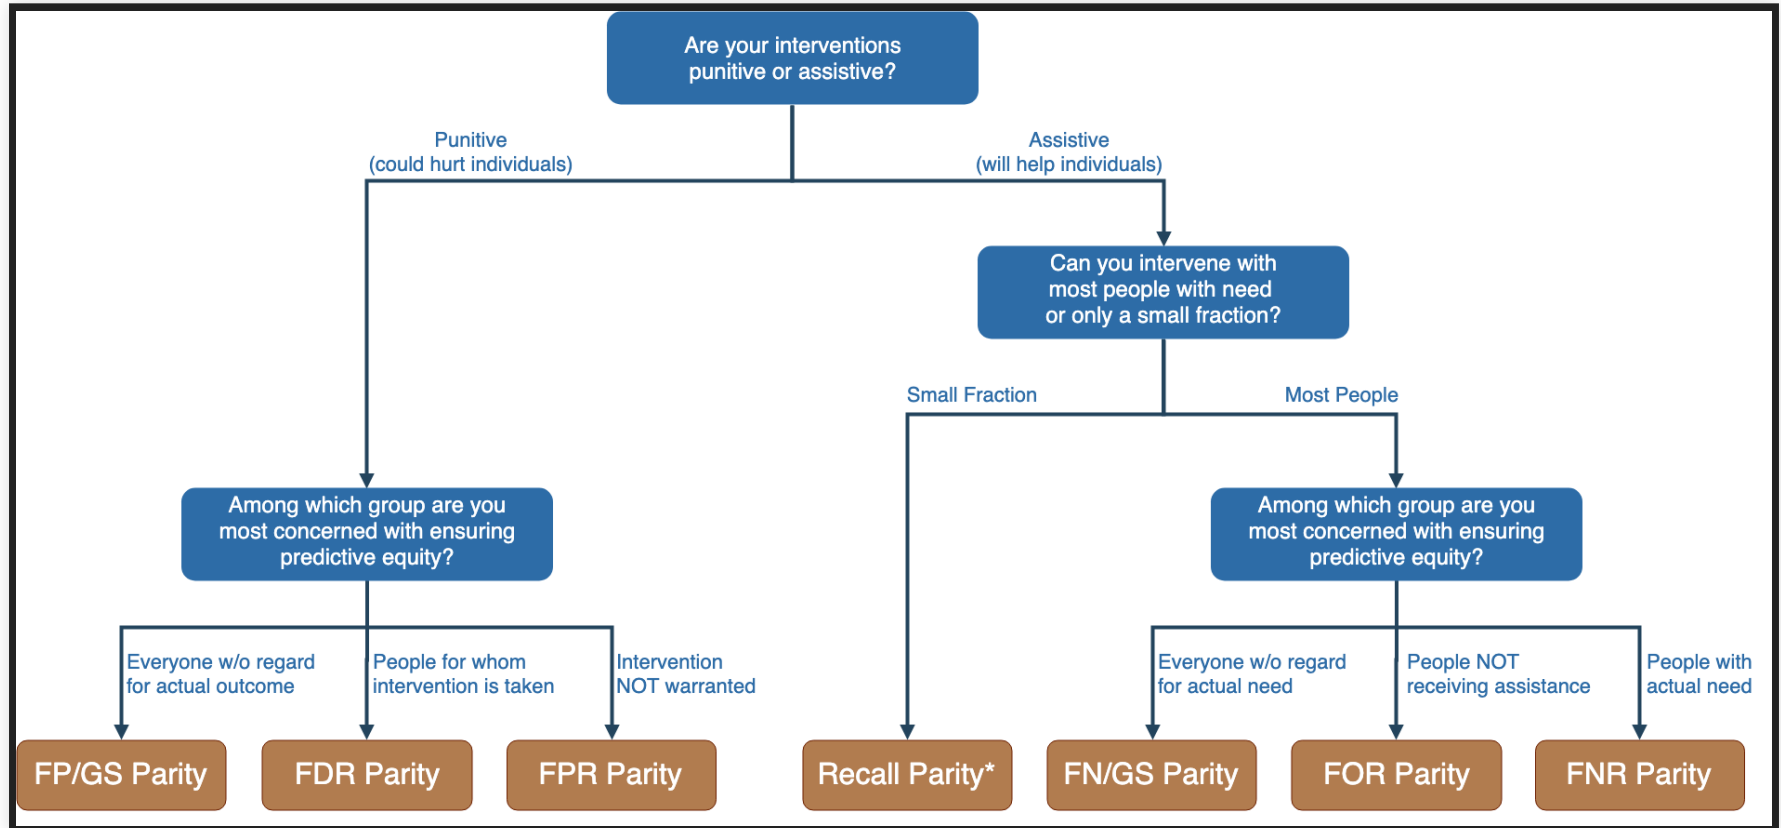 Are your interventions
punitive or assistive?
Punitive
(could hurt individuals)
Assistive
(will help individuals)
Can you intervene with
most people with need
or only a small fraction?
Small Fraction
Most People
Among which group are you
most concerned with ensuring
predictive equity?
Among which group are you
most concerned with ensuring
predictive equity?
Everyone w/o regard
for actual outcome
People for whom
intervention is taken
Intervention
NOT warranted
Everyone w/o regard
for actual need
People NOT
receiving assistance
People with
actual need
FP/GS Parity
FDR Parity
FPR Parity
Recall Parity*
FN/GS Parity
FOR Parity
FNR Parity